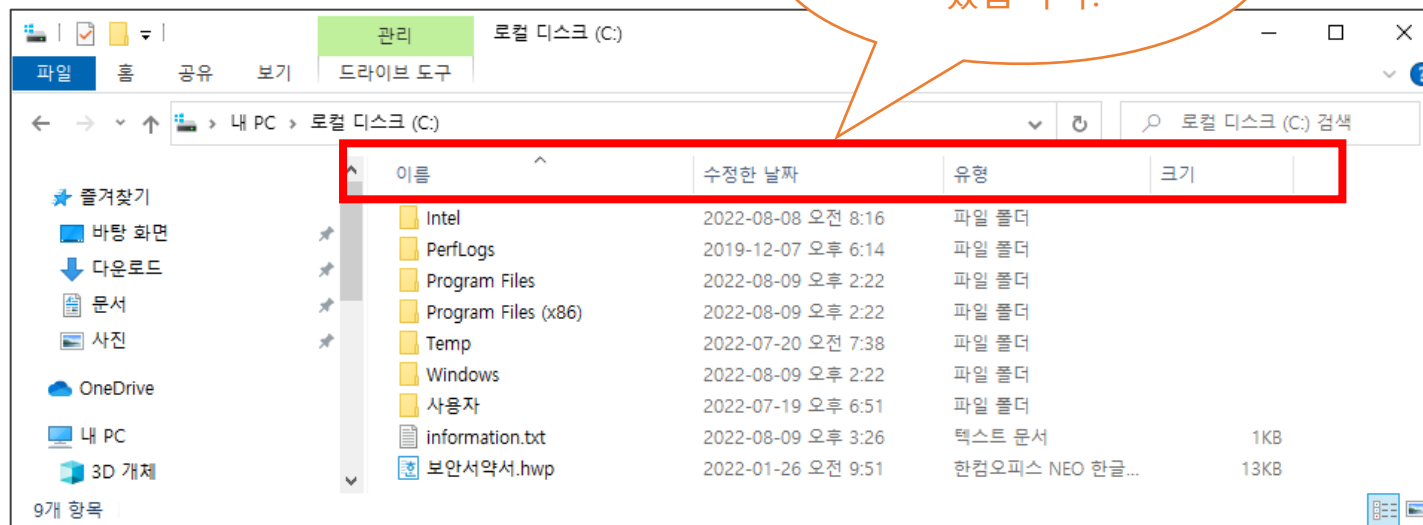 관리 로컬 디스크 (C:)
파일 홈 공유 보기 드라이브 도구
내 PC › 로컬 디스크 (C:) 로컬 디스크 (C:) 검색
이름 수정한 날짜 유형 크기
즐겨찾기
바탕 화면
다운로드
문서
사진
OneDrive
내 PC
3D 개체
Intel 2022-08-08 오전 8:16 파일 폴더
PerfLogs 2019-12-07 오후 6:14 파일 폴더
Program Files 2022-08-09 오후 2:22 파일 폴더
Program Files (x86) 2022-08-09 오후 2:22 파일 폴더
Temp 2022-07-20 오전 7:38 파일 폴더
Windows 2022-08-09 오후 2:22 파일 폴더
사용자 2022-07-19 오후 6:51 파일 폴더
information.txt 2022-08-09 오후 3:26 텍스트 문서 1KB
보안서약서.hwp 2022-01-26 오전 9:51 한컴오피스 NEO 한글... 13KB
9개 항목